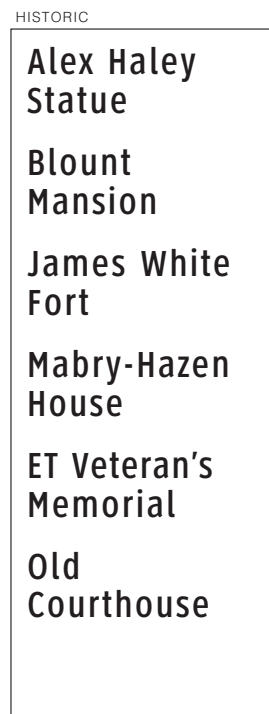 HISTORIC
Alex Haley
Statue
Blount
Mansion
James White
Fort
Mabry-Hazen
House
ET Veteran’s
Memorial
Old
Courthouse